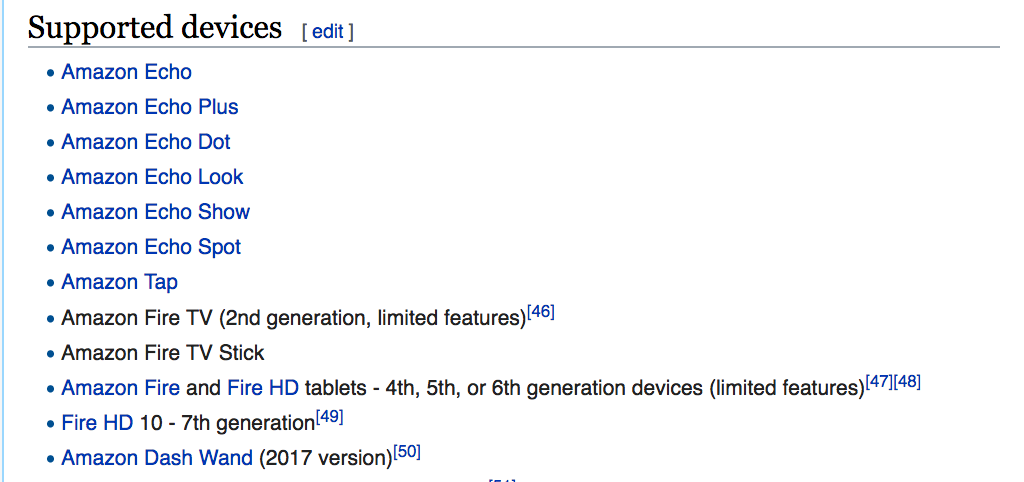 Supported devices [ edit ]
• Amazon Echo
• Amazon Echo Plus
• Amazon Echo Dot
• Amazon Echo Look
• Amazon Echo Show
• Amazon Echo Spot
• Amazon Tap
• Amazon Fire TV (2nd generation, limited features)[46]
• Amazon Fire TV Stick
• Amazon Fire and Fire HD tablets - 4th, 5th, or 6th generation devices (limited features)[47][48]
• Fire HD 10 - 7th generation[49]
• Amazon Dash Wand (2017 version)[50]